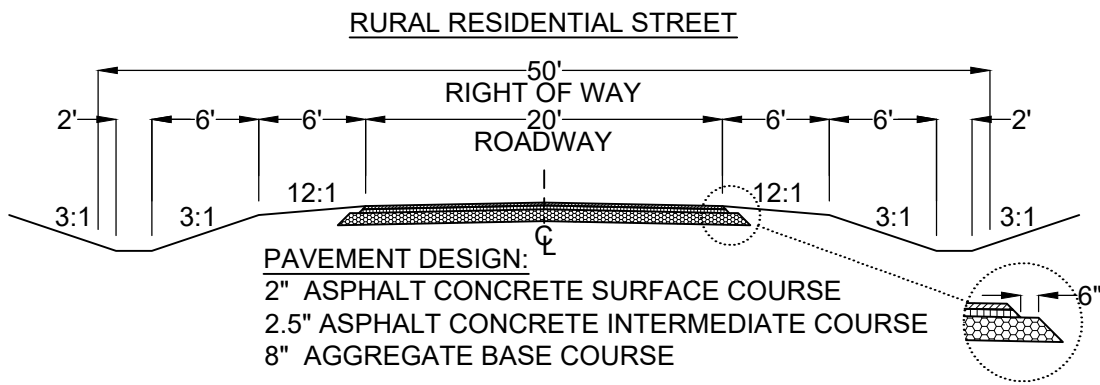 RURAL RESIDENTIAL STREET
50'
RIGHT OF WAY
2' 6' 6' 20' 6' 6' 2'
ROADWAY
3:1 3:1 12:1 12:1 3:1 3:1
℄
PAVEMENT DESIGN:
2" ASPHALT CONCRETE SURFACE COURSE
2.5" ASPHALT CONCRETE INTERMEDIATE COURSE
8" AGGREGATE BASE COURSE
6"